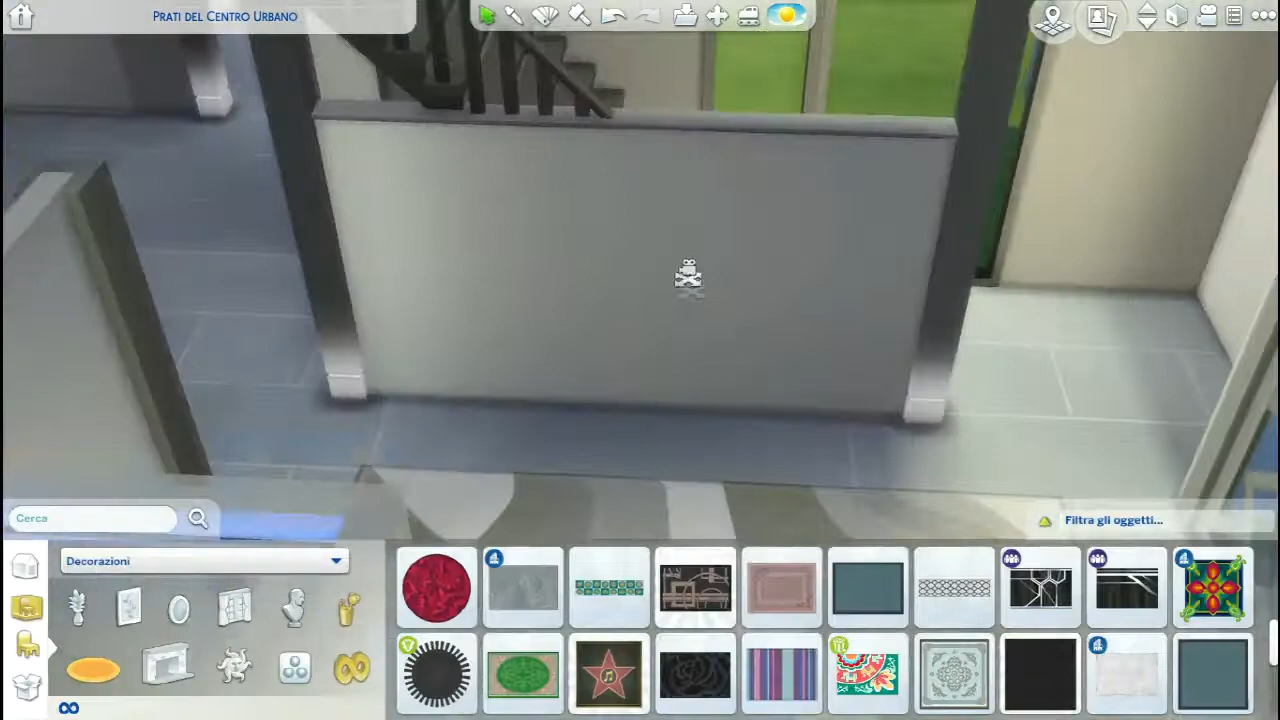 Prati del Centro Urbano
Cerca
Filtra gli oggetti...
Decorazioni